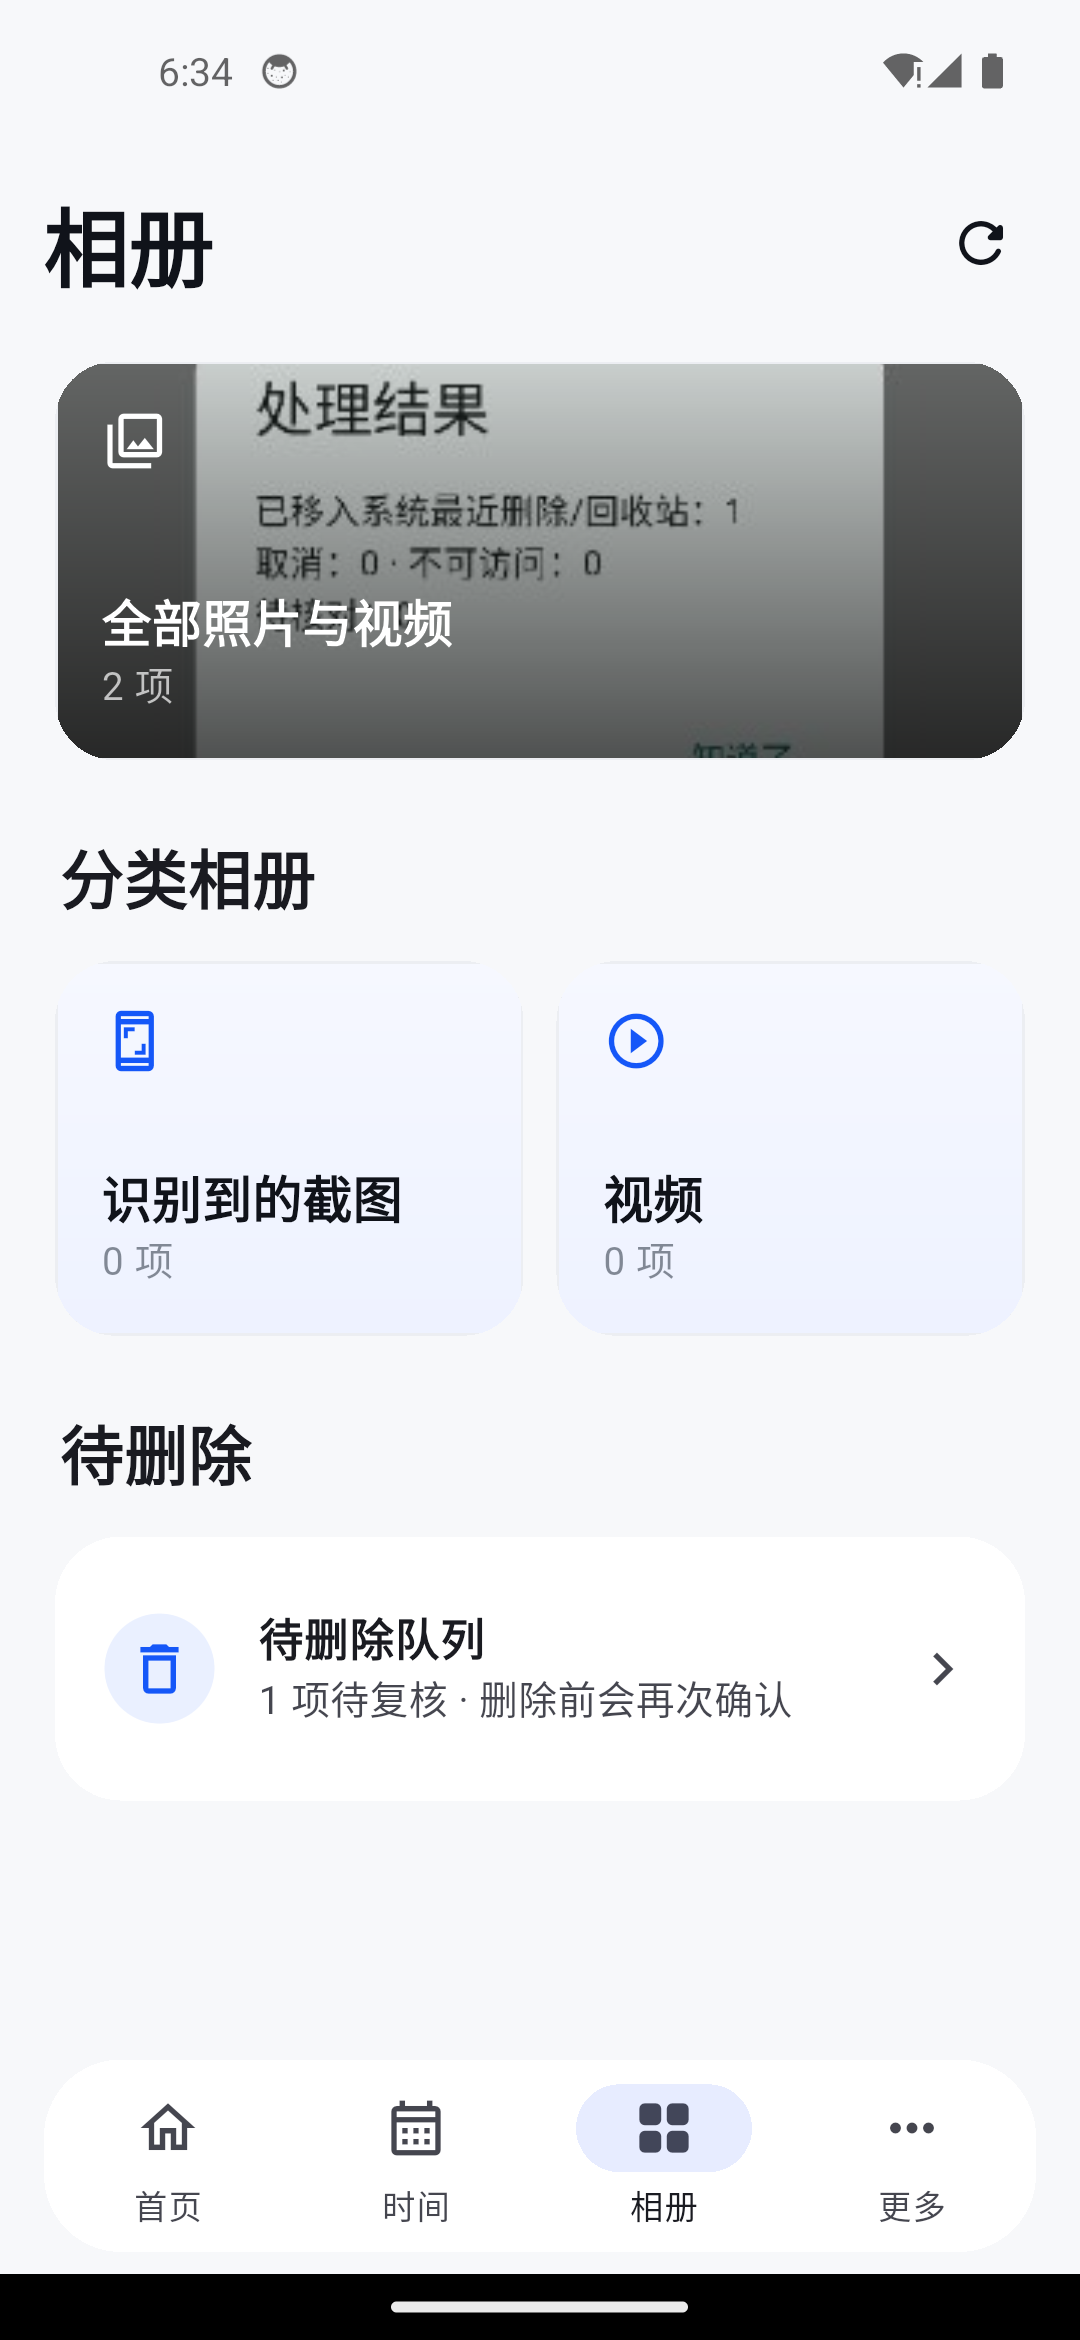 6:34
相册
处理结果
已移入系统最近删除/回收站：1
取消：0 · 不可访问：0
全部照片与视频
2 项
知道了
分类相册
识别到的截图
0 项
视频
0 项
待删除
待删除队列
1 项待复核 · 删除前会再次确认
首页
时间
相册
更多